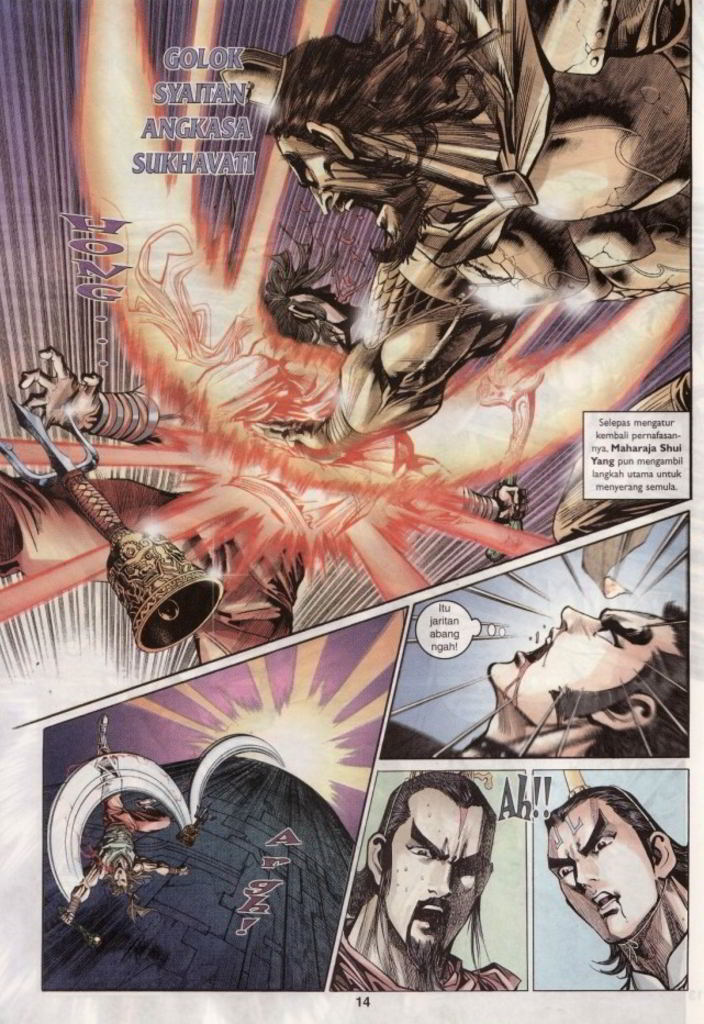 GOLOK
SYAITAN
ANGKASA
SUKHAVATI
HONG...
Selepas mengatur
kembali pernafasan-
nya, Maharaja Shui
Yang pun mengambil
langkah utama untuk
menyerang semula.
Itu
jaritan
abang
ngah!
Argh!
Ah!!
14